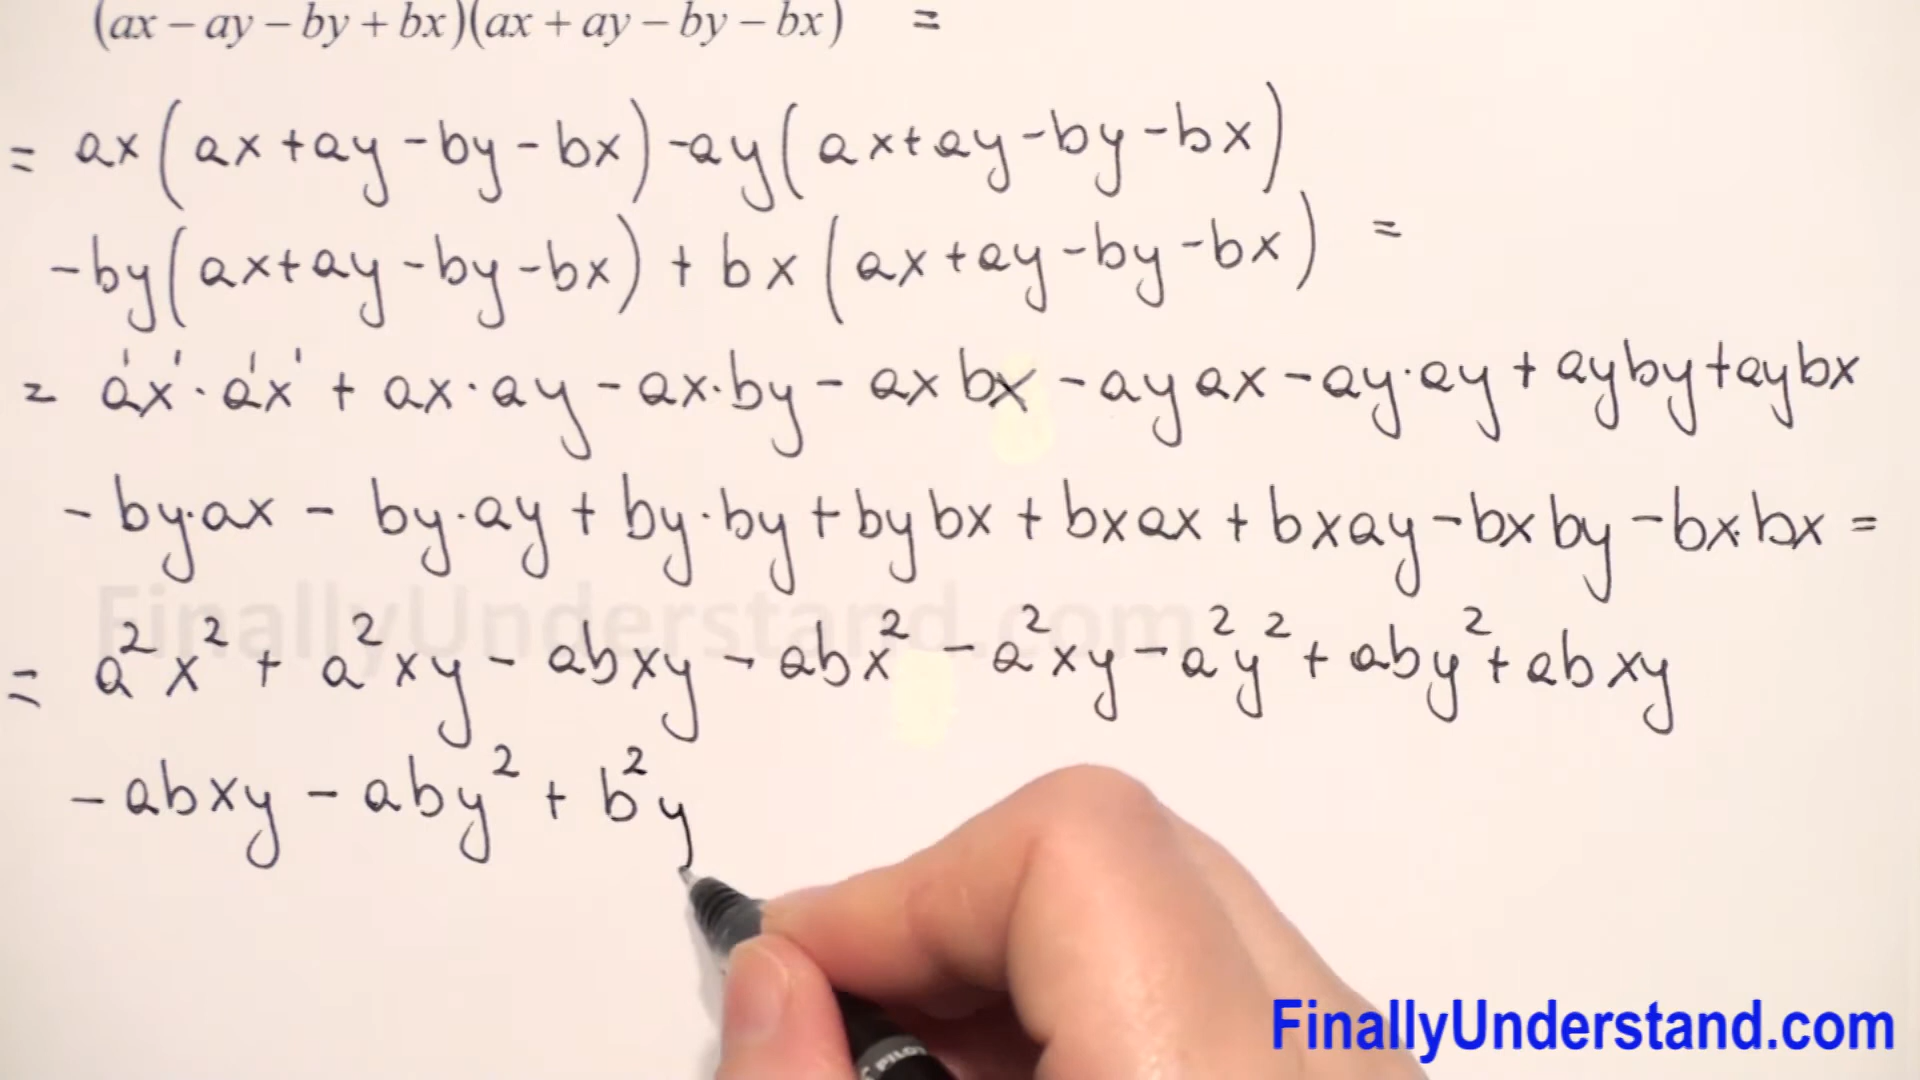 (ax − ay − by + bx)(ax + ay − by − bx) =
= ax(ax+ay-by-bx)-ay(ax+ay-by-bx)
-by(ax+ay-by-bx) + bx(ax+ay-by-bx) =
= a¹x¹·a¹x¹ + ax·ay - ax·by - axbx - ayax - ay·ay + ayby+aybx
- by·ax - by·ay + by·by + bybx + bxax + bxay - bxby - bx·bx =
FinallyUnderstand.com
= a²x² + a²xy - abxy - abx² - a²xy - a²y² + aby² + abxy
- abxy - aby² + b²y
FinallyUnderstand.com